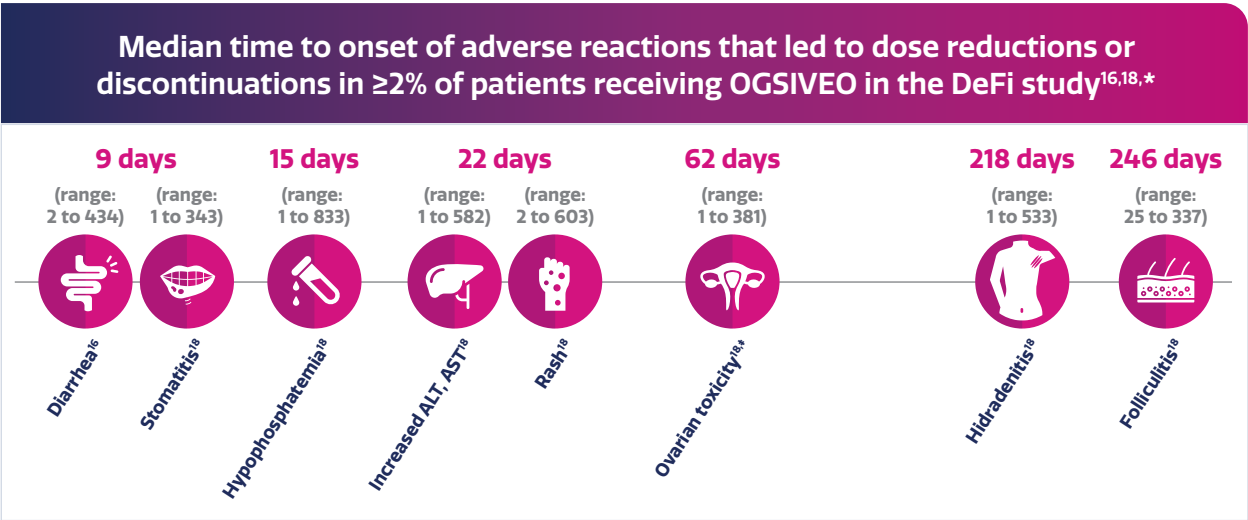 Median time to onset of adverse reactions that led to dose reductions or
discontinuations in ≥2% of patients receiving OGSIVEO in the DeFi study16,18,*
9 days
15 days
22 days
62 days
218 days
246 days
(range:
2 to 434)
(range:
1 to 343)
(range:
1 to 833)
(range:
1 to 582)
(range:
2 to 603)
(range:
1 to 381)
(range:
1 to 533)
(range:
25 to 337)
Diarrhea16
Stomatitis18
Hypophosphatemia18
Increased ALT, AST18
Rash18
Ovarian toxicity18,‡
Hidradenitis18
Folliculitis18